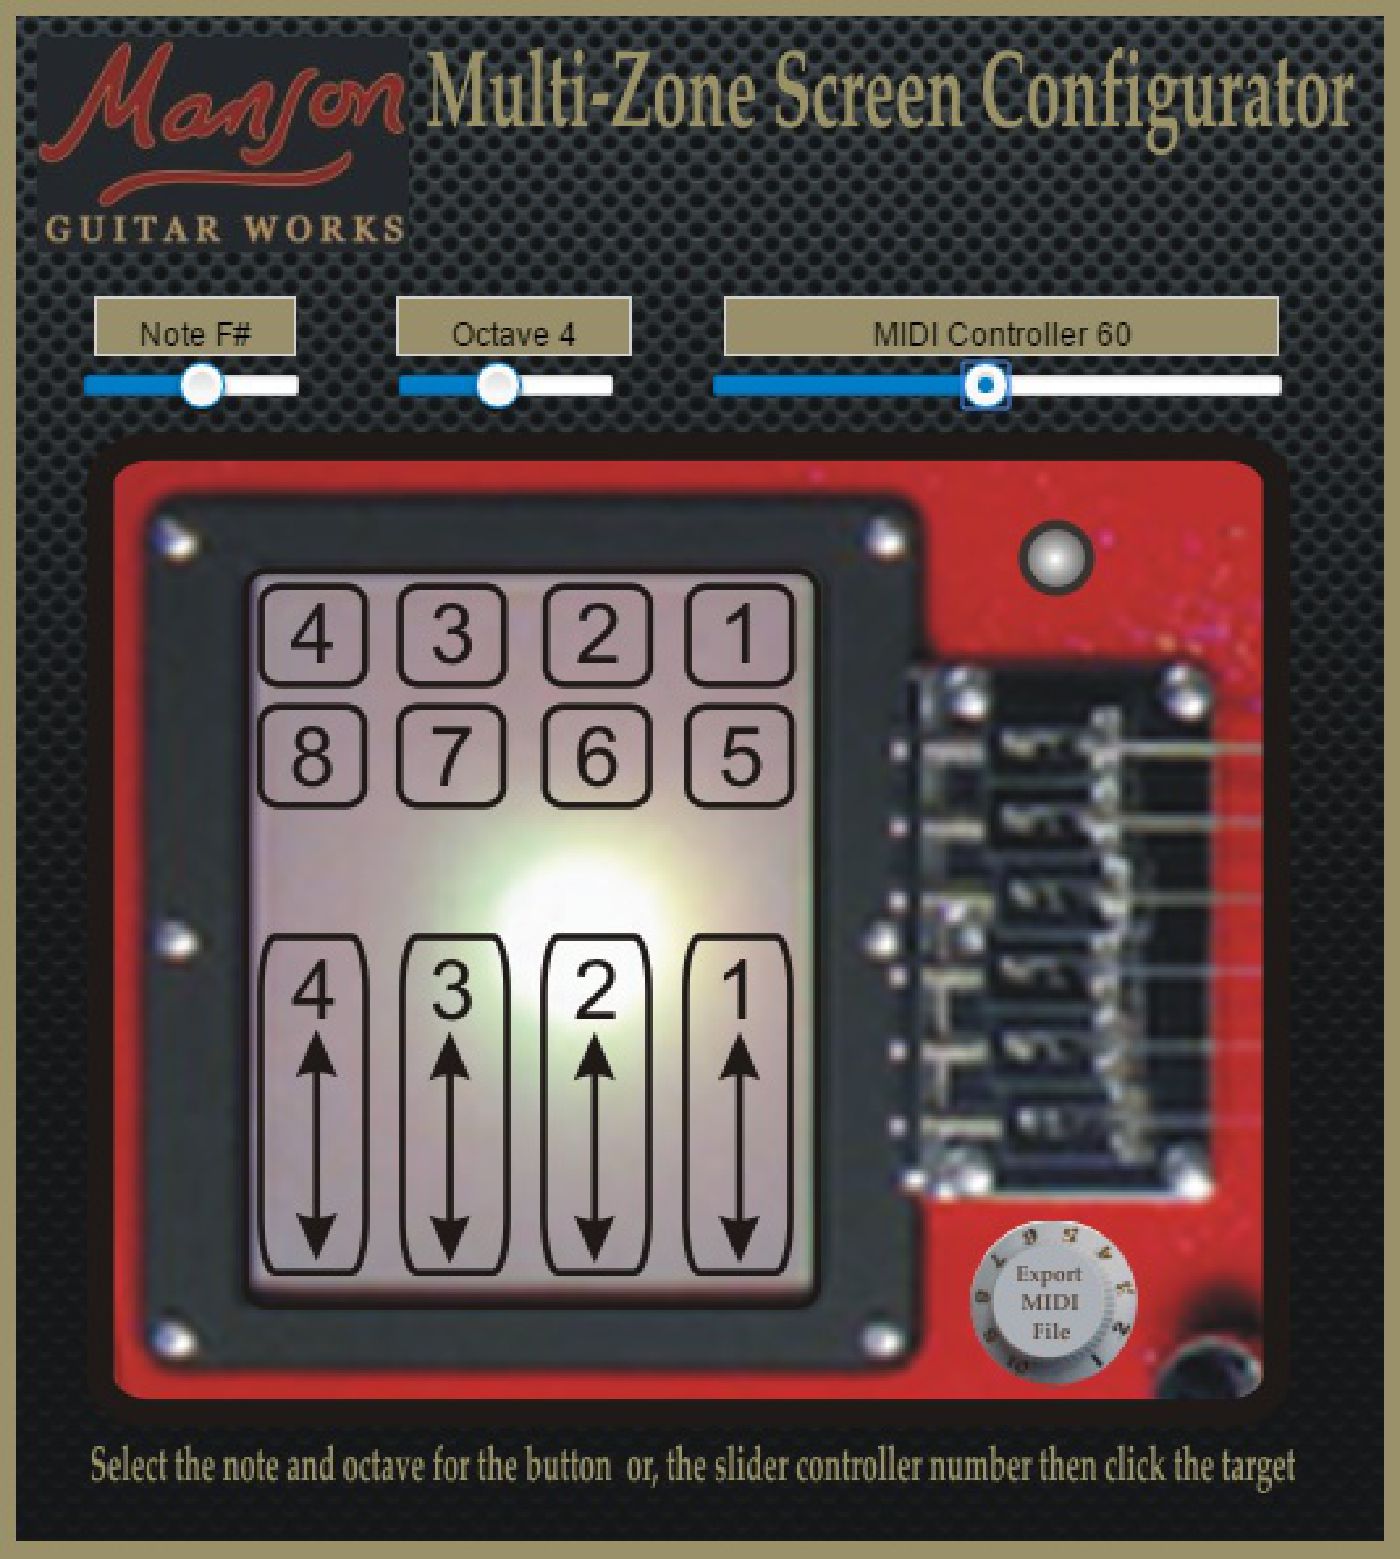 Manson
GUITAR WORKS
Multi-Zone Screen Configurator
Note F#
Octave 4
MIDI Controller 60
4 3 2 1
8 7 6 5
4 3 2 1
Export
MIDI
File
Select the note and octave for the button or, the slider controller number then click the target